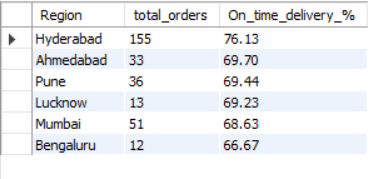 Region total_orders On_time_delivery_%
Hyderabad 155 76.13
Ahmedabad 33 69.70
Pune 36 69.44
Lucknow 13 69.23
Mumbai 51 68.63
Bengaluru 12 66.67